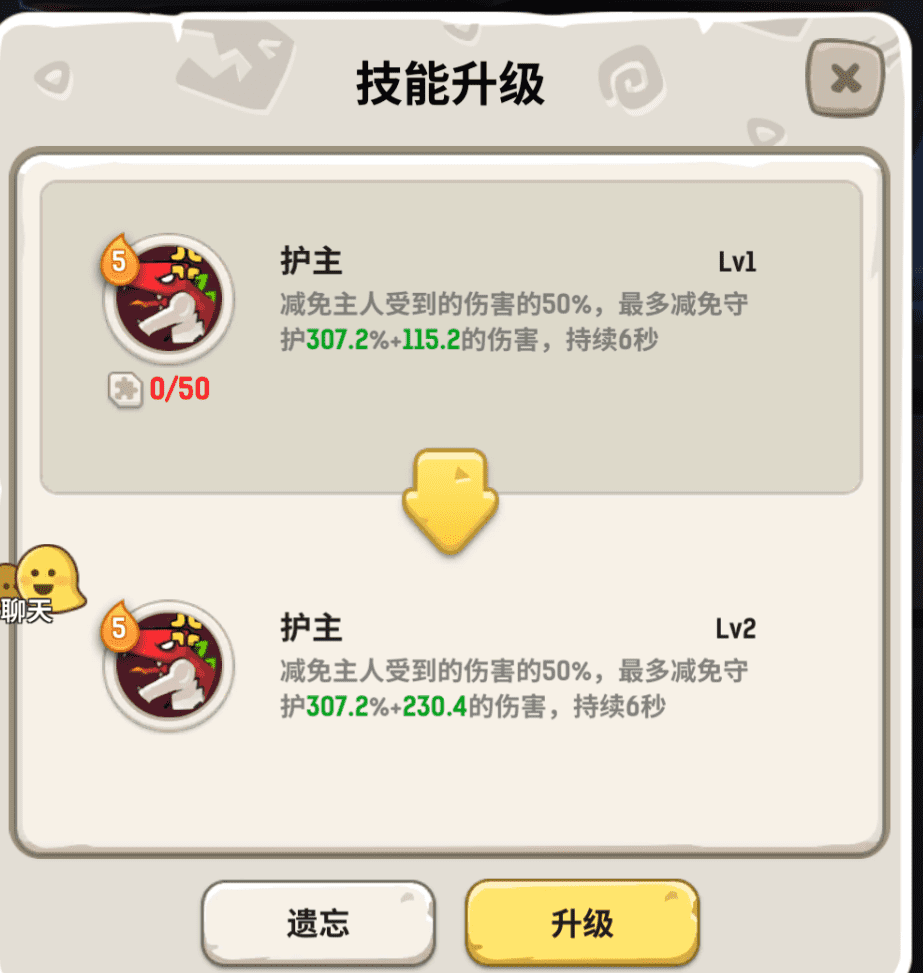 技能升级
5
护主 Lv1
减免主人受到的伤害的50%，最多减免守
护307.2%+115.2的伤害，持续6秒
0/50
聊天
5
护主 Lv2
减免主人受到的伤害的50%，最多减免守
护307.2%+230.4的伤害，持续6秒
遗忘
升级